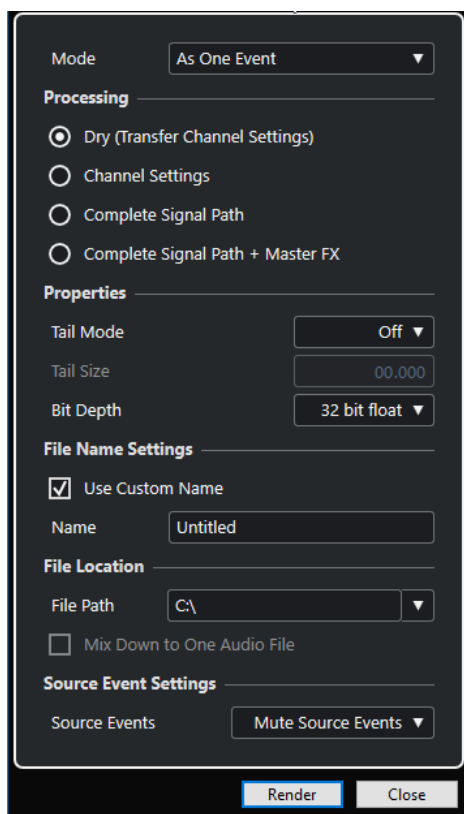 Mode As One Event
Processing
Dry (Transfer Channel Settings)
Channel Settings
Complete Signal Path
Complete Signal Path + Master FX
Properties
Tail Mode Off
Tail Size 00.000
Bit Depth 32 bit float
File Name Settings
Use Custom Name
Name Untitled
File Location
File Path C:\
Mix Down to One Audio File
Source Event Settings
Source Events Mute Source Events
Render Close